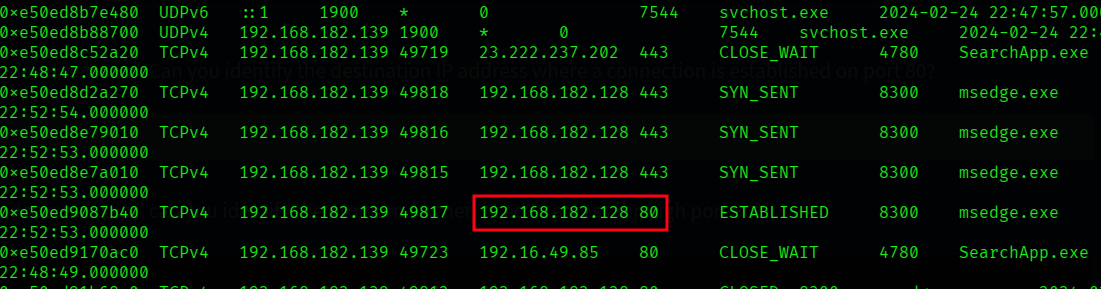 0×e50ed8b7e480 UDPv6 ::1 1900 * 0 7544 svchost.exe 2024-02-24 22:47:57.000
0×e50ed8b88700 UDPv4 192.168.182.139 1900 * 0 7544 svchost.exe 2024-02-24 22
0×e50ed8c52a20 TCPv4 192.168.182.139 49719 23.222.237.202 443 CLOSE_WAIT 4780 SearchApp.exe
22:48:47.000000
can you identify the destination IP address where a connection is established on port 80?
0×e50ed8d2a270 TCPv4 192.168.182.139 49818 192.168.182.128 443 SYN_SENT 8300 msedge.exe
22:52:54.000000
0×e50ed8e79010 TCPv4 192.168.182.139 49816 192.168.182.128 443 SYN_SENT 8300 msedge.exe
22:52:53.000000
0×e50ed8e7a010 TCPv4 192.168.182.139 49815 192.168.182.128 443 SYN_SENT 8300 msedge.exe
22:52:53.000000
0×e50ed9087b40 TCPv4 192.168.182.139 49817 192.168.182.128 80 ESTABLISHED 8300 msedge.exe
22:52:53.000000
0×e50ed9170ac0 TCPv4 192.168.182.139 49723 192.16.49.85 80 CLOSE_WAIT 4780 SearchApp.exe
22:48:49.000000